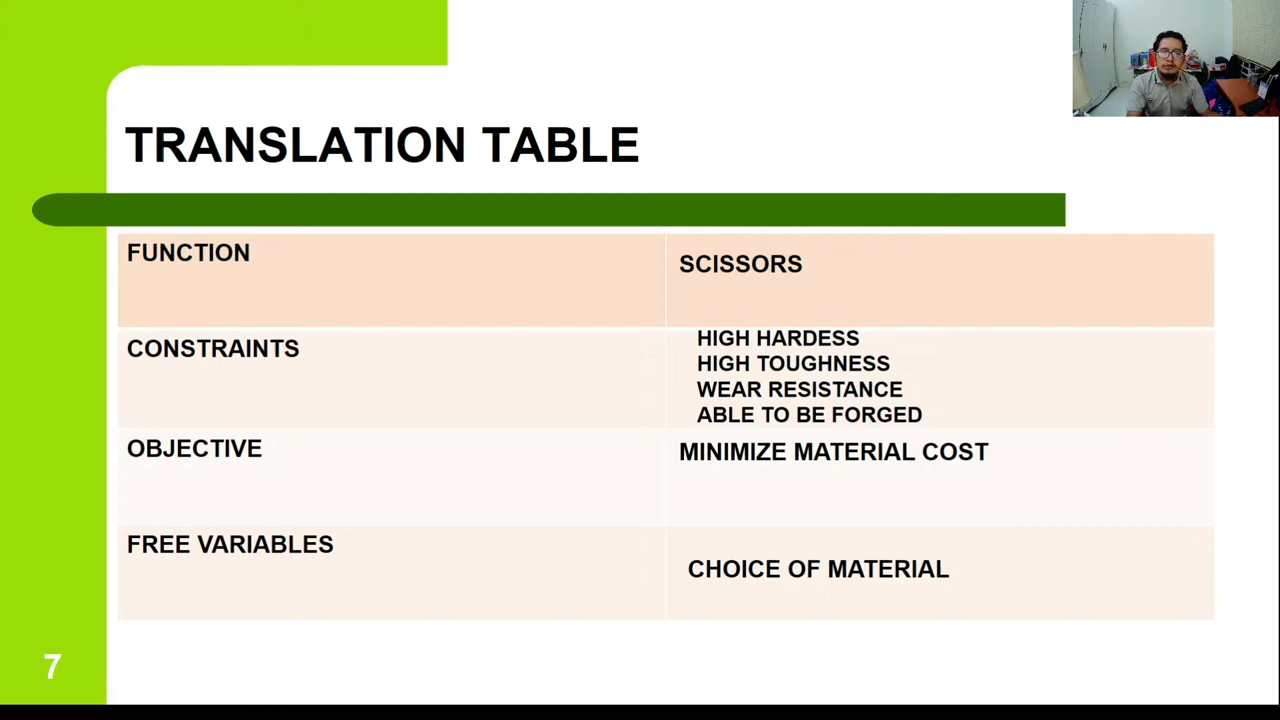 TRANSLATION TABLE
FUNCTION
SCISSORS
CONSTRAINTS
HIGH HARDESS
HIGH TOUGHNESS
WEAR RESISTANCE
ABLE TO BE FORGED
OBJECTIVE
MINIMIZE MATERIAL COST
FREE VARIABLES
CHOICE OF MATERIAL
7